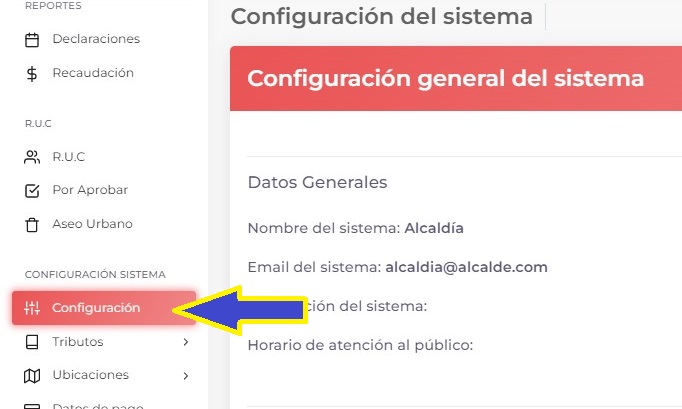 REPORTES
Declaraciones
Recaudación
R.U.C
R.U.C
Por Aprobar
Aseo Urbano
CONFIGURACIÓN SISTEMA
Configuración
Tributos
Ubicaciones
Datos de pago
Configuración del sistema
Configuración general del sistema
Datos Generales
Nombre del sistema: Alcaldía
Email del sistema: alcaldia@alcalde.com
del sistema:
Horario de atención al público: